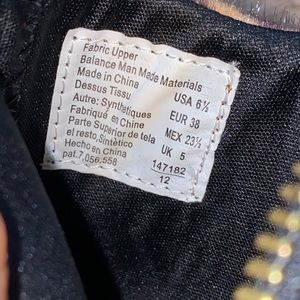 Fabric Upper
Balance Man Made Materials
Made in China
Dessus Tissu
Autre: Synthétiques
Fabriqué en Chine
Parte Superior de tela
el resto Sintético
Hecho en China
pat. 7,056,558
USA 6½
EUR 38
MEX 23½
UK 5
147182
12